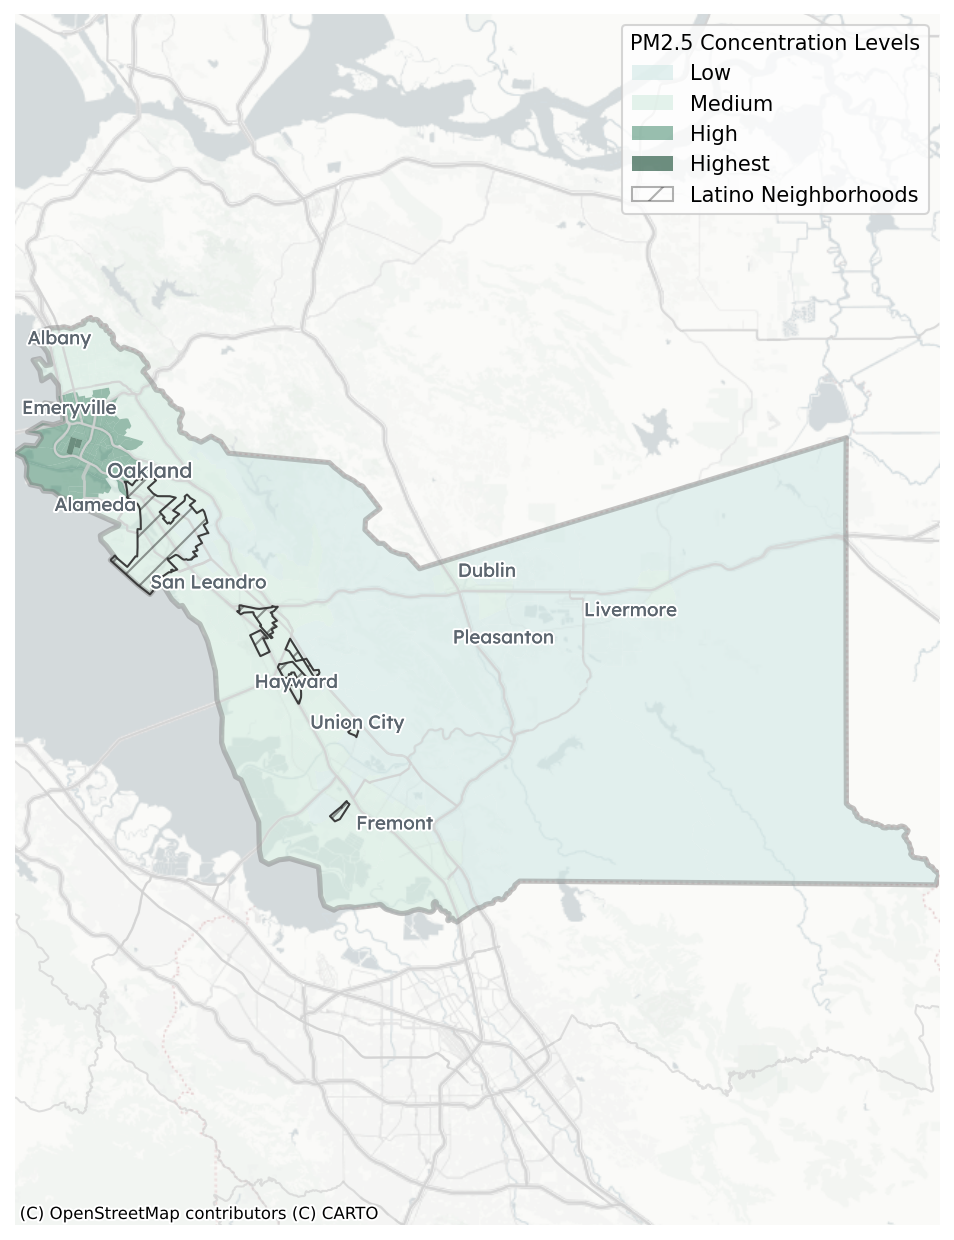 PM2.5 Concentration Levels
Low
Medium
High
Highest
Latino Neighborhoods
Albany
Emeryville
Oakland
Alameda
San Leandro
Dublin
Livermore
Pleasanton
Hayward
Union City
Fremont
(C) OpenStreetMap contributors (C) CARTO